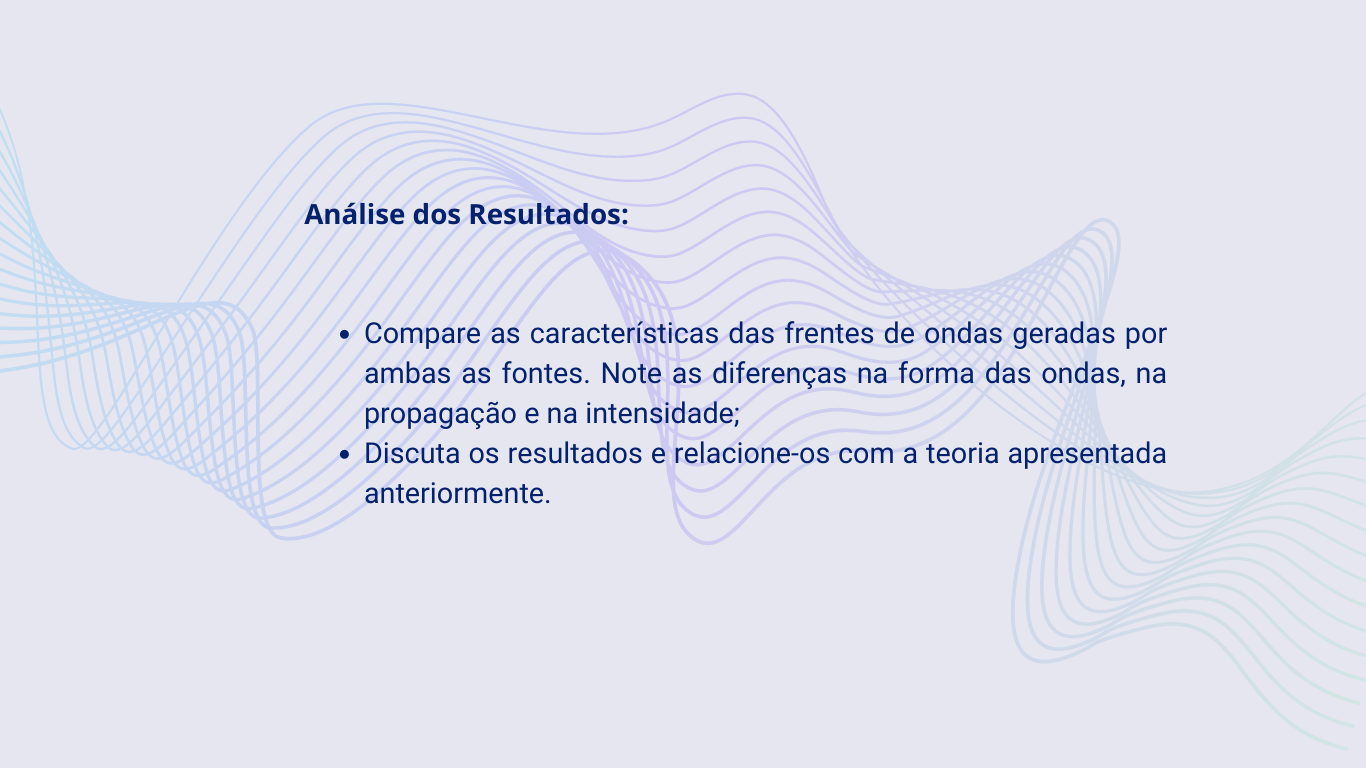 Análise dos Resultados:
• Compare as características das frentes de ondas geradas por
ambas as fontes. Note as diferenças na forma das ondas, na
propagação e na intensidade;
• Discuta os resultados e relacione-os com a teoria apresentada
anteriormente.